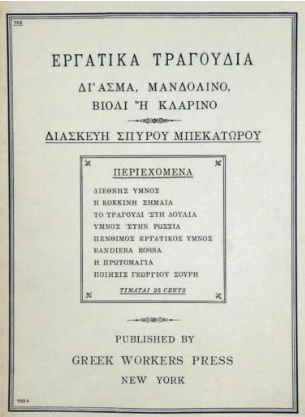 763
ΕΡΓΑΤΙΚΑ ΤΡΑΓΟΥΔΙΑ
ΔΙ᾽ ΑΣΜΑ, ΜΑΝΔΟΛΙΝΟ,
ΒΙΟΛΙ Ἢ ΚΛΑΡΙΝΟ
ΔΙΑΣΚΕΥΗ ΣΠΥΡΟΥ ΜΠΕΚΑΤΩΡΟΥ
ΠΕΡΙΕΧΟΜΕΝΑ
ΔΙΕΘΝΗΣ ΥΜΝΟΣ
Η ΚΟΚΚΙΝΗ ΣΗΜΑΙΑ
ΤΟ ΤΡΑΓΟΥΔΙ ᾽ΣΤΗ ΔΟΥΛΙΑ
ΥΜΝΟΣ ᾽ΣΤΗΝ ΡΩΣΣΙΑ
ΠΕΝΘΙΜΟΣ ΕΡΓΑΤΙΚΟΣ ΥΜΝΟΣ
BANDIERA ROSSA
Η ΠΡΩΤΟΜΑΓΙΑ
ΠΟΙΗΣΙΣ ΓΕΩΡΓΙΟΥ ΣΟΥΡΗ
ΤΙΜΑΤΑΙ 25 CENTS
PUBLISHED BY
GREEK WORKERS PRESS
NEW YORK